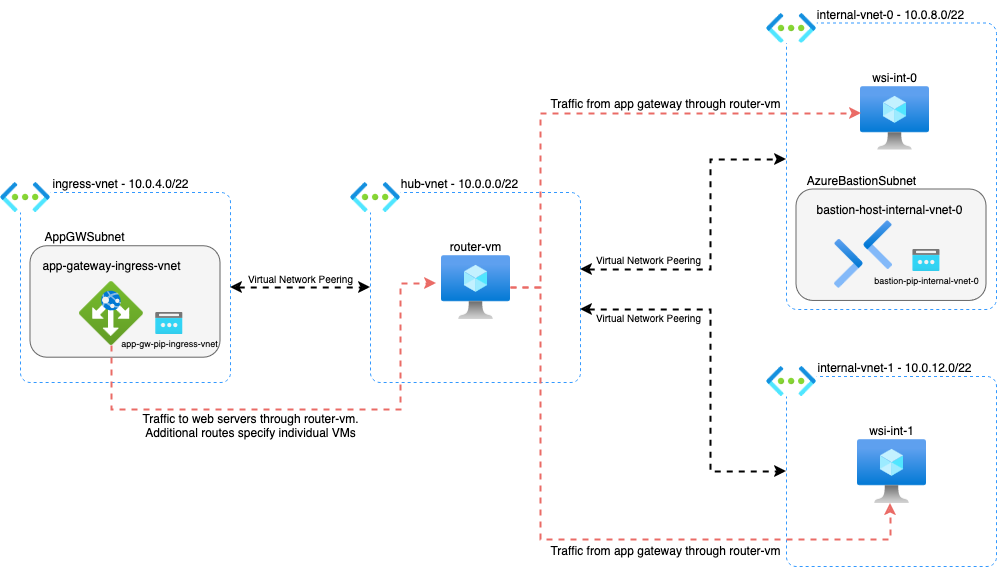 internal-vnet-0 - 10.0.8.0/22
wsi-int-0
Traffic from app gateway through router-vm
AzureBastionSubnet
bastion-host-internal-vnet-0
bastion-pip-internal-vnet-0
ingress-vnet - 10.0.4.0/22
AppGWSubnet
app-gateway-ingress-vnet
app-gw-pip-ingress-vnet
Virtual Network Peering
hub-vnet - 10.0.0.0/22
router-vm
Virtual Network Peering
Virtual Network Peering
Traffic to web servers through router-vm.
Additional routes specify individual VMs
internal-vnet-1 - 10.0.12.0/22
wsi-int-1
Traffic from app gateway through router-vm